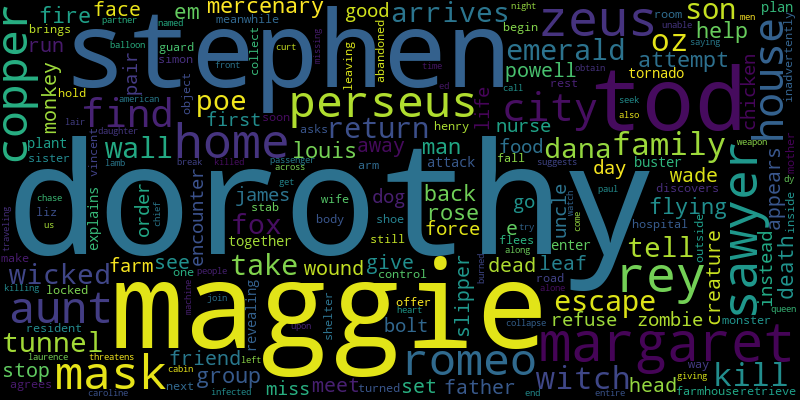 brings fire face mercenary arrives zeus son plan
partner em good night men
named balloon meanwhile begin room unable saying
copper run guard simon collect curt front leaving abandoned missing time emerald help oz house inadvertently
stephen tod
monkey pair hold object american powell attempt tornado
find poe perseus city chicken
lair first soon life call rest obtain seek also
plant wall home return asks henry nurse dana family weapon
sister daughter vincent louis away man food day wade mother
dorothy
chase liz us explains order encounter killed break lamb passenger across arm attack fall suggests buster paul discovers
james get wife dog back uncle watch flying appears
traveling stab body shoe rose go come hospital
chief fox force e try tell outside inside
together still flees along enter creature death
farm see take wound give slipper dead leaf road rey sawyer instead
wicked one control alone
make locked machine people offer bolt escape monster queen
killing aunt join heart burned refuse zombie
maggie
resident tunnel revealing upon shelter romeo collapse margaret
laurence threatens friend left
stop mask agrees cabin group miss meet set father witch head way kill
next turned giving farmhouse retrieve
caroline infected end entire